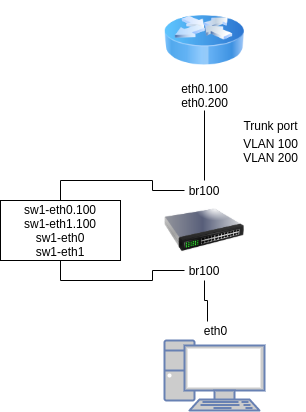 eth0.100
eth0.200
Trunk port
VLAN 100
VLAN 200
br100
sw1-eth0.100
sw1-eth1.100
sw1-eth0
sw1-eth1
br100
eth0